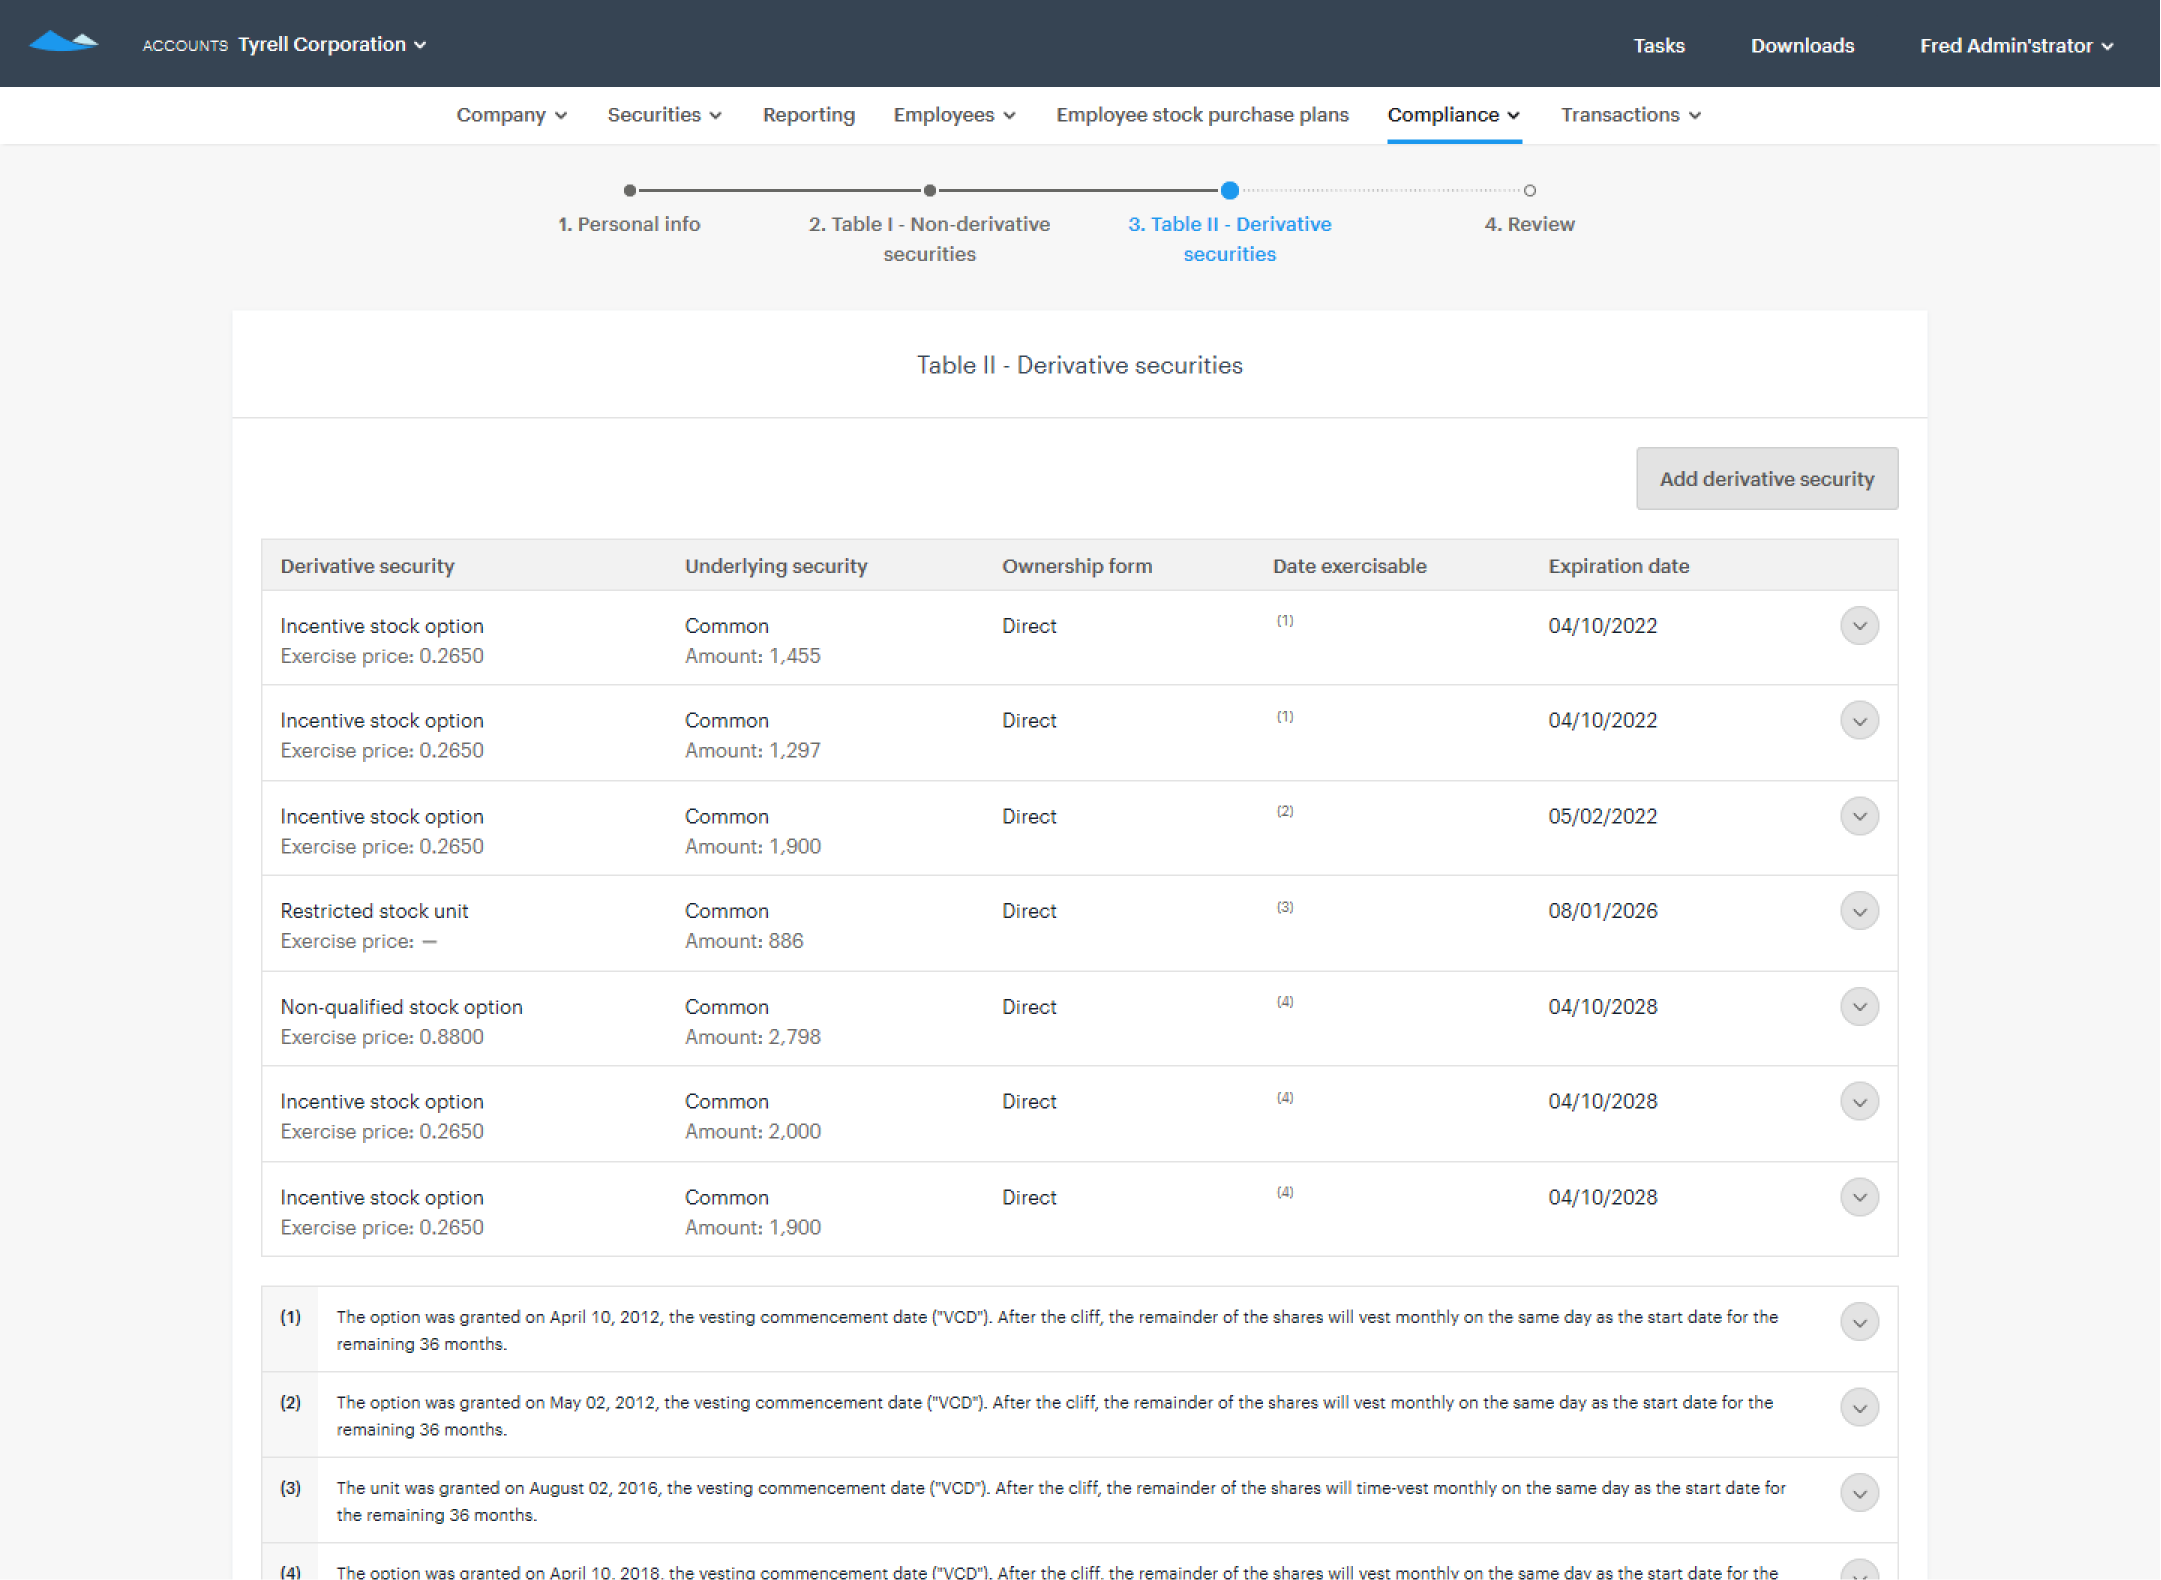 ACCOUNTS Tyrell Corporation
Tasks Downloads Fred Admin'strator
Company Securities Reporting Employees Employee stock purchase plans Compliance Transactions
1. Personal info
2. Table I - Non-derivative
securities
3. Table II - Derivative
securities
4. Review
Table II - Derivative securities
Add derivative security
Derivative security Underlying security Ownership form Date exercisable Expiration date
Incentive stock option Common Direct (1) 04/10/2022
Exercise price: 0.2650 Amount: 1,455
Incentive stock option Common Direct (1) 04/10/2022
Exercise price: 0.2650 Amount: 1,297
Incentive stock option Common Direct (2) 05/02/2022
Exercise price: 0.2650 Amount: 1,900
Restricted stock unit Common Direct (3) 08/01/2026
Exercise price: — Amount: 886
Non-qualified stock option Common Direct (4) 04/10/2028
Exercise price: 0.8800 Amount: 2,798
Incentive stock option Common Direct (4) 04/10/2028
Exercise price: 0.2650 Amount: 2,000
Incentive stock option Common Direct (4) 04/10/2028
Exercise price: 0.2650 Amount: 1,900
(1) The option was granted on April 10, 2012, the vesting commencement date ("VCD"). After the cliff, the remainder of the shares will vest monthly on the same day as the start date for the
remaining 36 months.
(2) The option was granted on May 02, 2012, the vesting commencement date ("VCD"). After the cliff, the remainder of the shares will vest monthly on the same day as the start date for the
remaining 36 months.
(3) The unit was granted on August 02, 2016, the vesting commencement date ("VCD"). After the cliff, the remainder of the shares will time-vest monthly on the same day as the start date for
the remaining 36 months.
(4) The option was granted on April 10, 2018, the vesting commencement date ("VCD"). After the cliff, the remainder of the shares will vest monthly on the same day as the start date for the